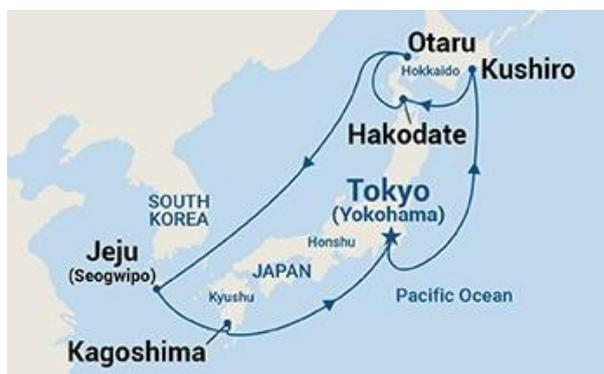 Otaru
Hokkaido
Kushiro
Hakodate
SOUTH
KOREA
Tokyo
(Yokohama)
Jeju
(Seogwipo)
Honshu
JAPAN
Kyushu
Pacific Ocean
Kagoshima